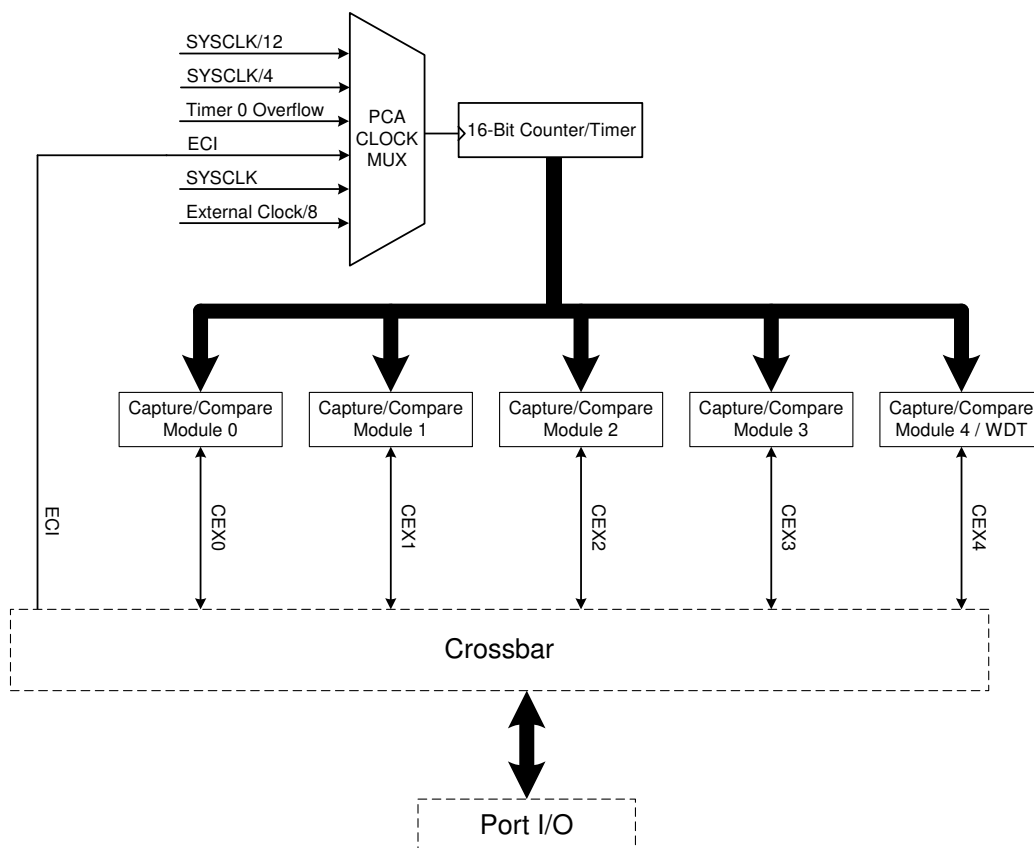 SYSCLK/12
SYSCLK/4
Timer 0 Overflow
ECI
SYSCLK
External Clock/8
PCA
CLOCK
MUX
16-Bit Counter/Timer
Capture/Compare
Module 0
Capture/Compare
Module 1
Capture/Compare
Module 2
Capture/Compare
Module 3
Capture/Compare
Module 4 / WDT
ECI
CEX0
CEX1
CEX2
CEX3
CEX4
Crossbar
Port I/O